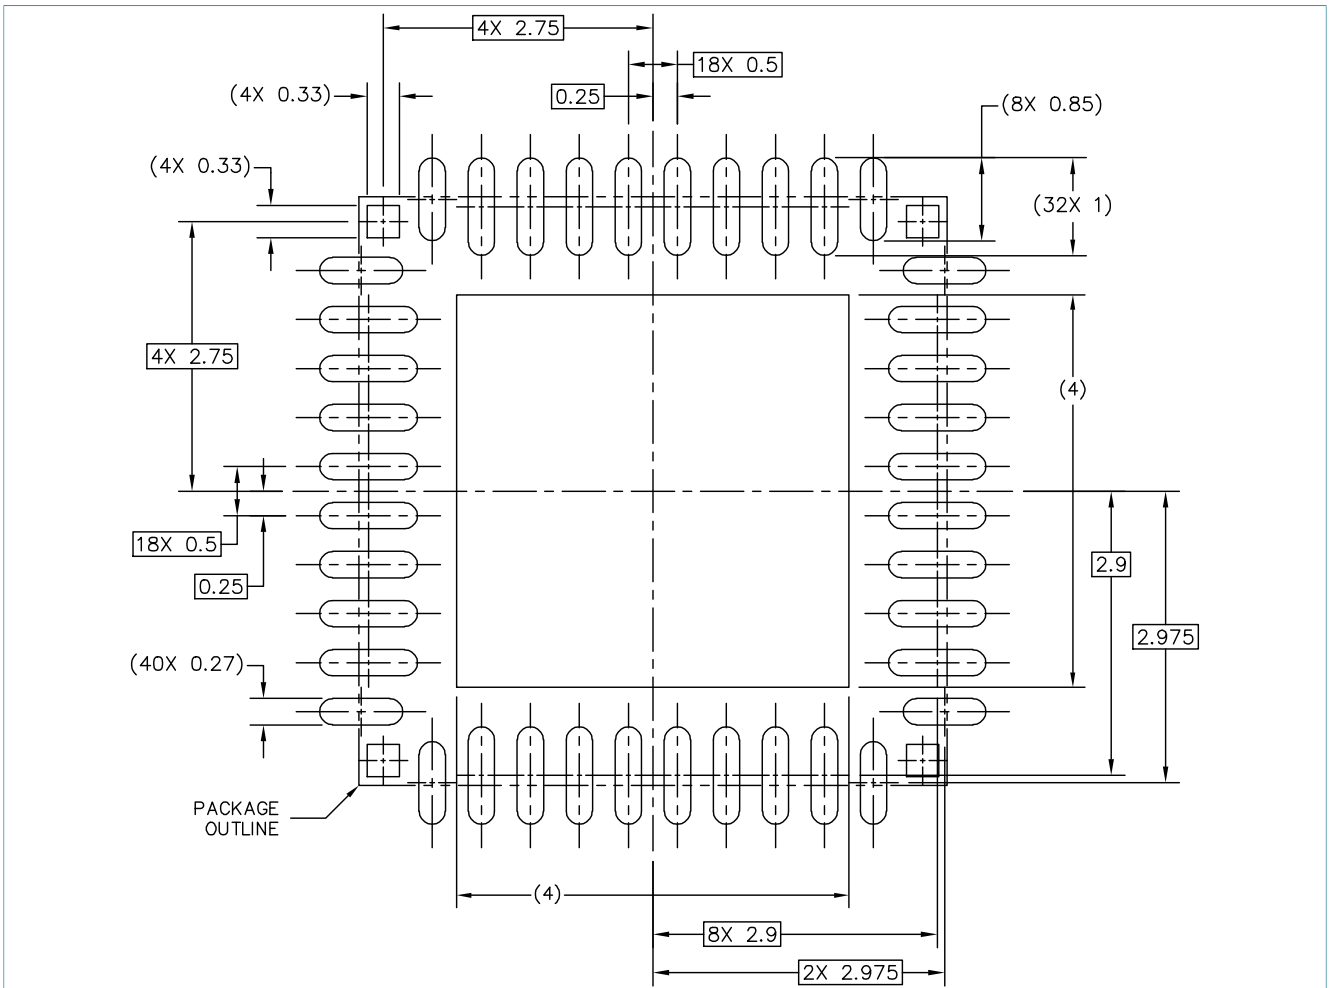 4X 2.75
18X 0.5
(4X 0.33)
0.25
(8X 0.85)
(4X 0.33)
(32X 1)
4X 2.75
(4)
18X 0.5
2.9
0.25
2.975
(40X 0.27)
PACKAGE
OUTLINE
(4)
8X 2.9
2X 2.975